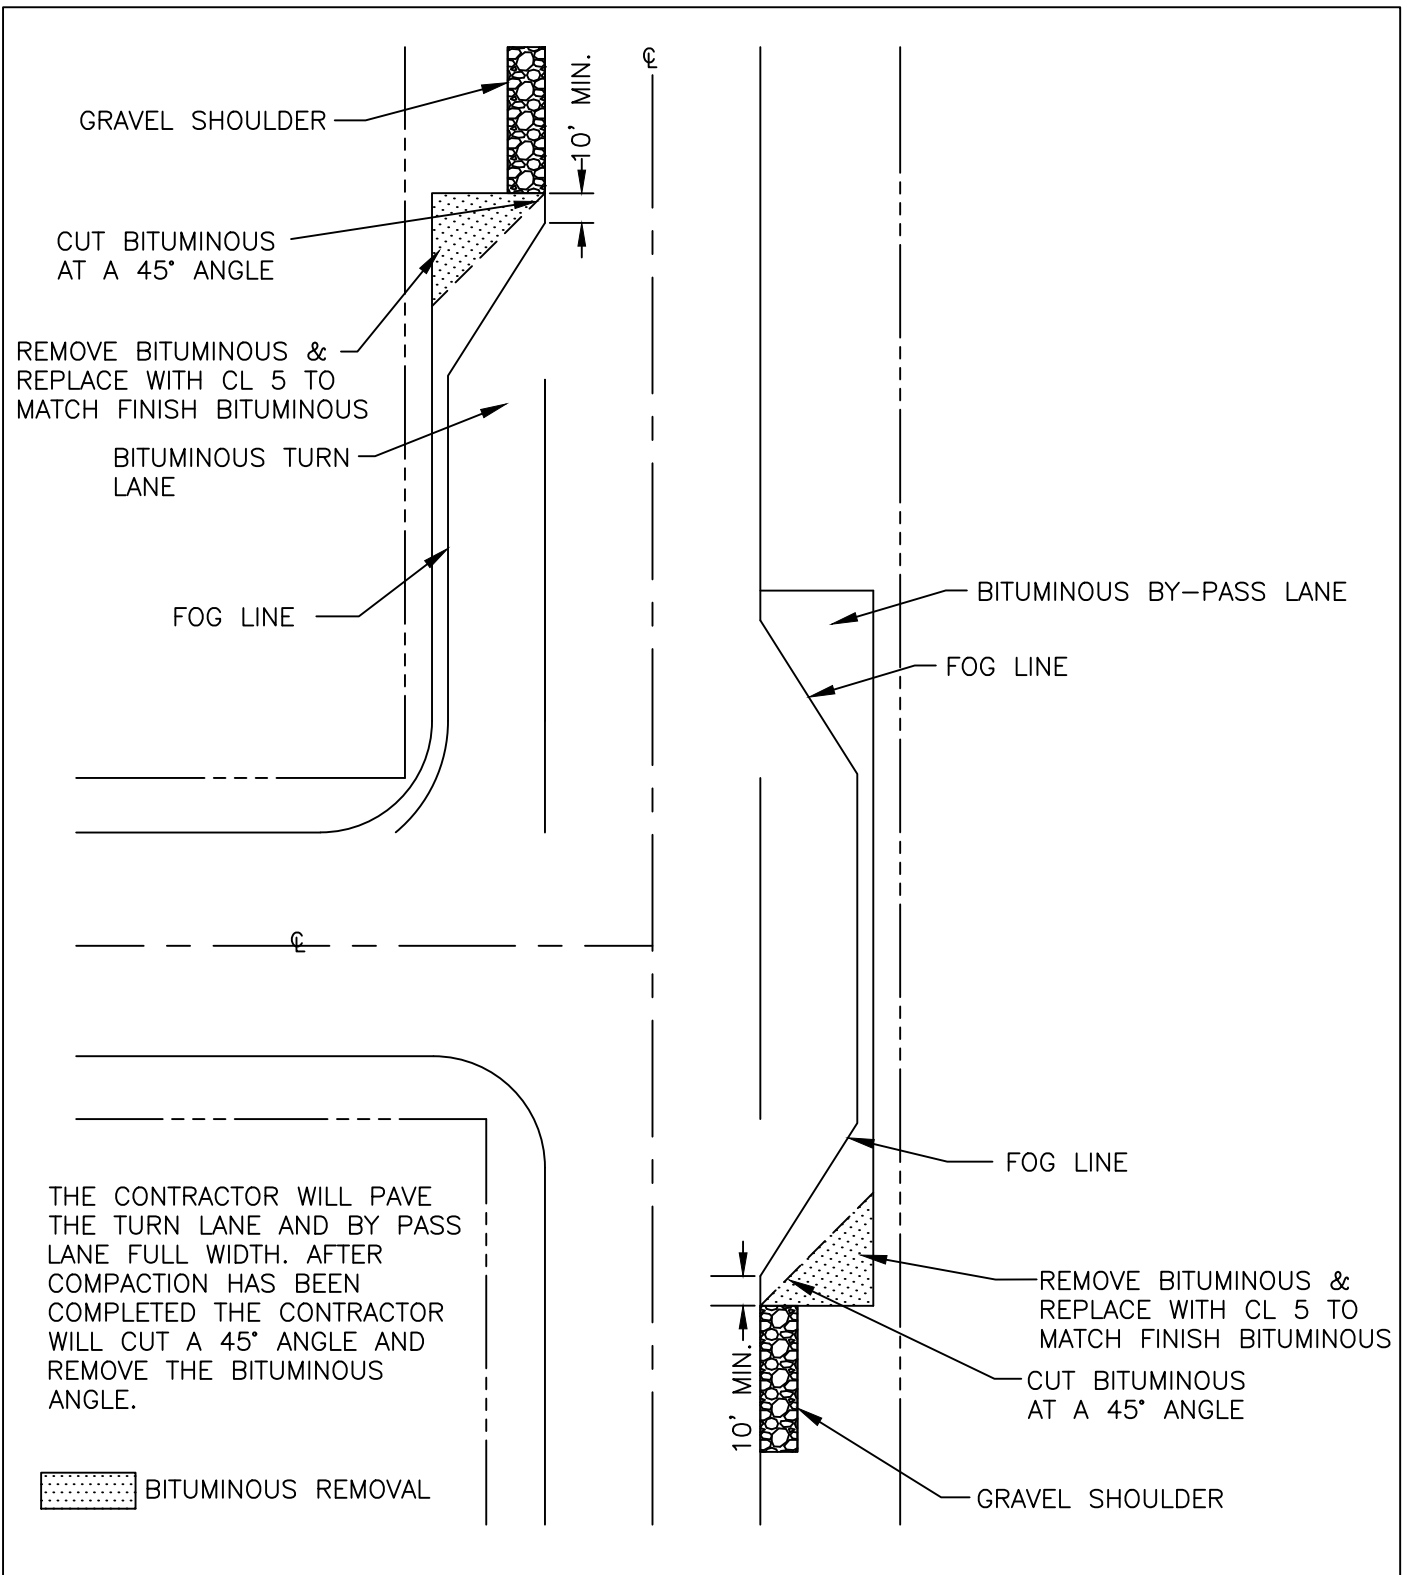 ℄
10' MIN.
GRAVEL SHOULDER
CUT BITUMINOUS
AT A 45° ANGLE
REMOVE BITUMINOUS &
REPLACE WITH CL 5 TO
MATCH FINISH BITUMINOUS
BITUMINOUS TURN
LANE
FOG LINE
BITUMINOUS BY-PASS LANE
FOG LINE
℄
FOG LINE
THE CONTRACTOR WILL PAVE
THE TURN LANE AND BY PASS
LANE FULL WIDTH. AFTER
COMPACTION HAS BEEN
COMPLETED THE CONTRACTOR
WILL CUT A 45° ANGLE AND
REMOVE THE BITUMINOUS
ANGLE.
REMOVE BITUMINOUS &
REPLACE WITH CL 5 TO
MATCH FINISH BITUMINOUS
10' MIN.
CUT BITUMINOUS
AT A 45° ANGLE
BITUMINOUS REMOVAL
GRAVEL SHOULDER